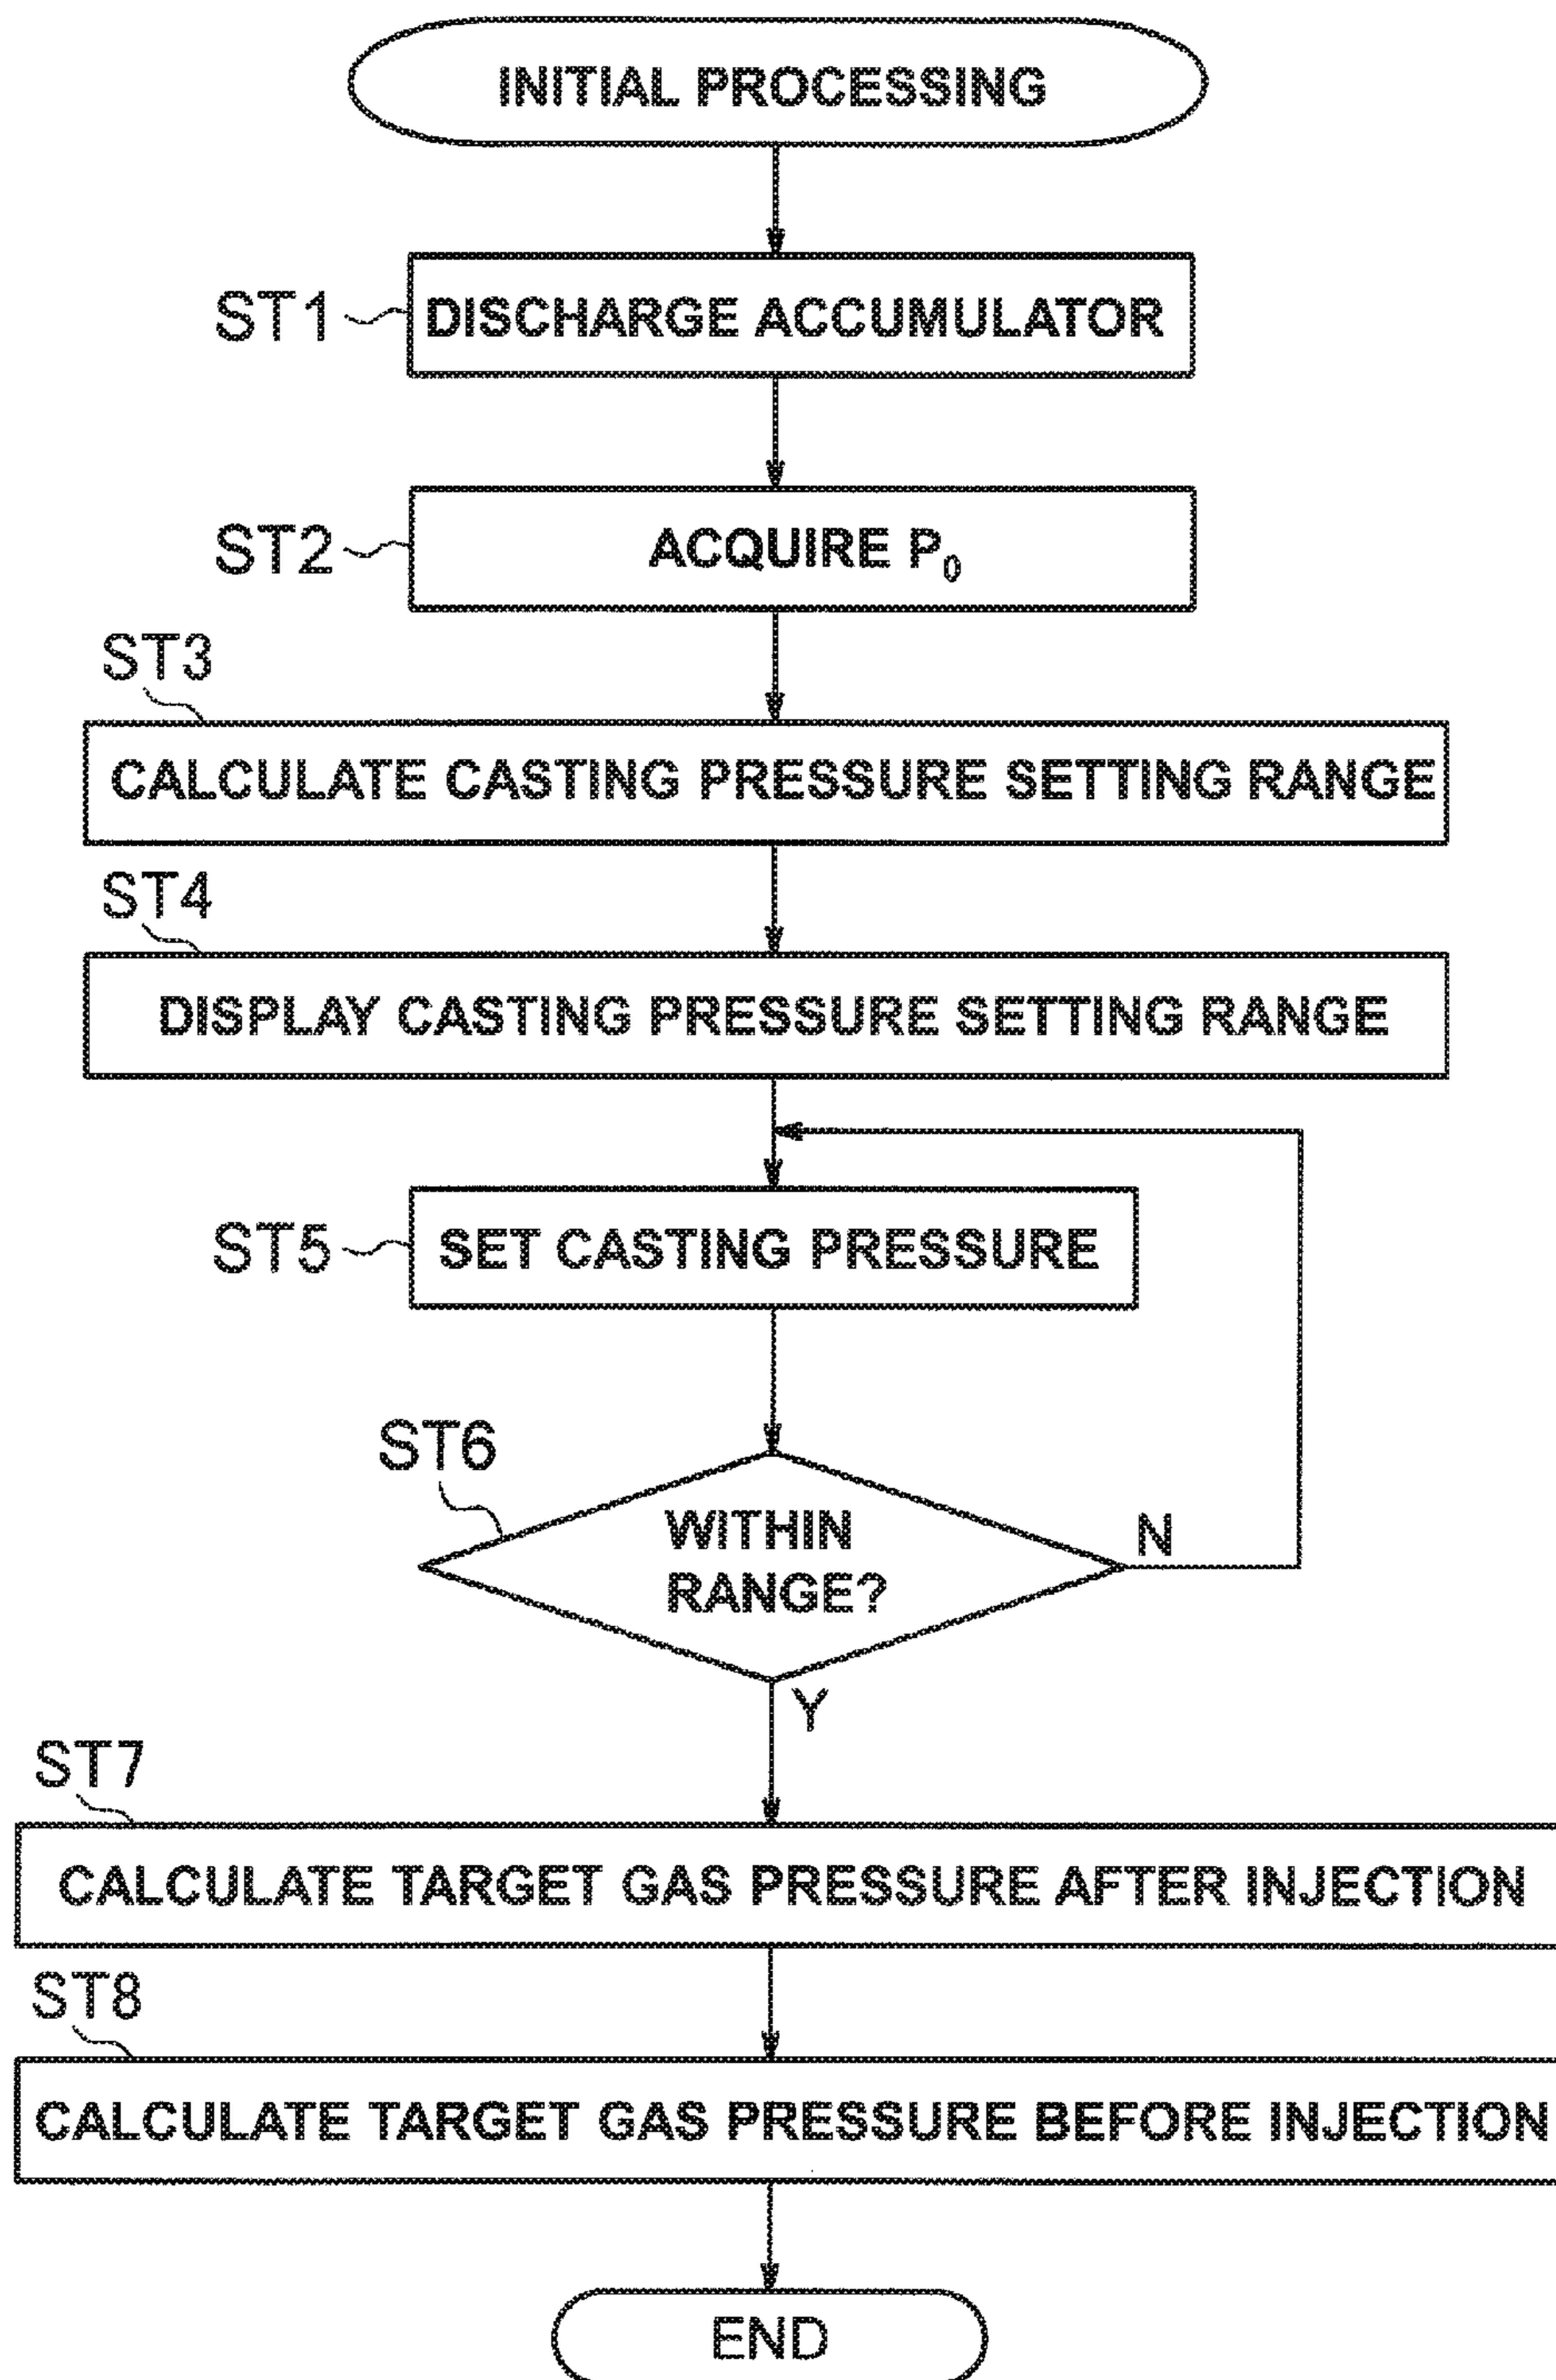 INITIAL PROCESSING
ST1
DISCHARGE ACCUMULATOR
ST2
ACQUIRE P₀
ST3
CALCULATE CASTING PRESSURE SETTING RANGE
ST4
DISPLAY CASTING PRESSURE SETTING RANGE
ST5
SET CASTING PRESSURE
ST6
WITHIN
RANGE?
N
Y
ST7
CALCULATE TARGET GAS PRESSURE AFTER INJECTION
ST8
CALCULATE TARGET GAS PRESSURE BEFORE INJECTION
END